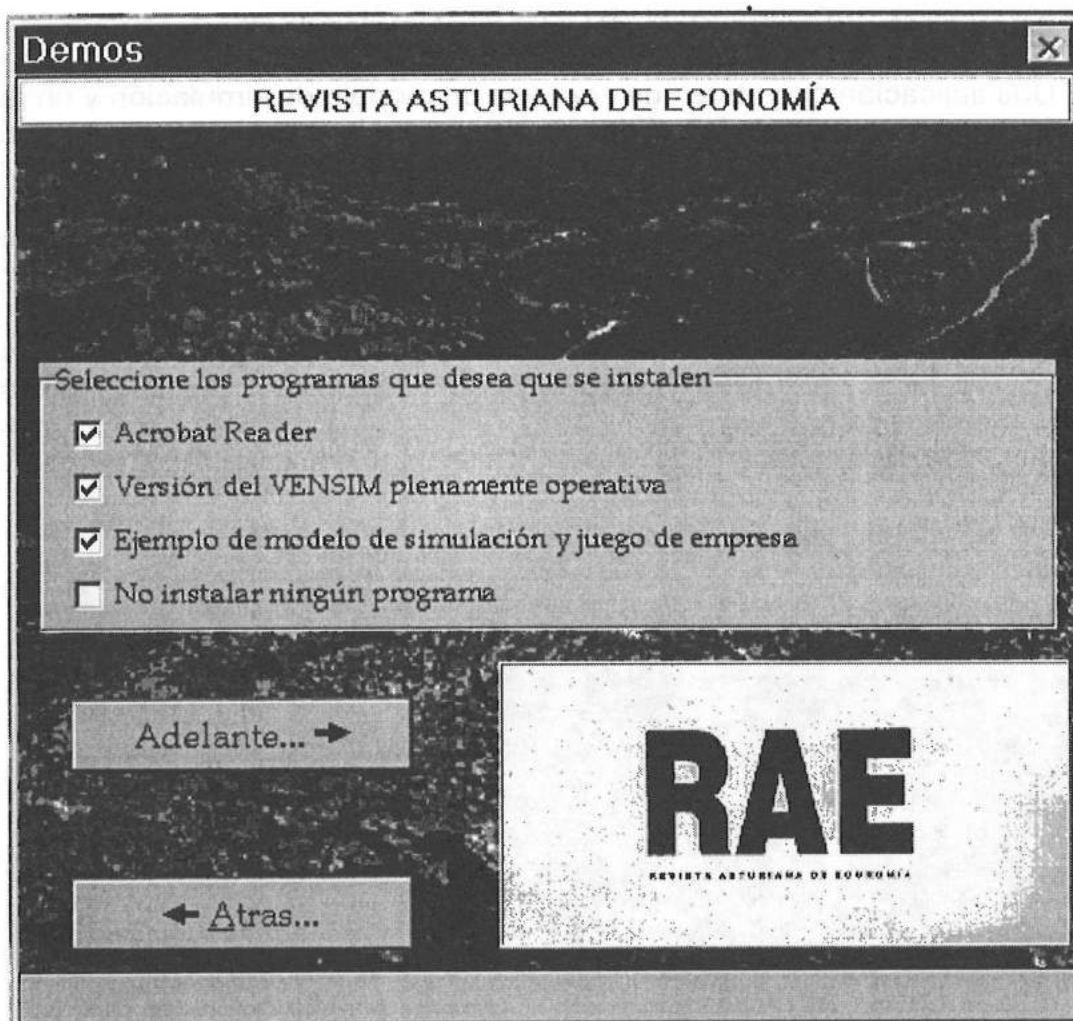 Demos
REVISTA ASTURIANA DE ECONOMÍA
Seleccione los programas que desea que se instalen
Acrobat Reader
Versión del VENSIM plenamente operativa
Ejemplo de modelo de simulación y juego de empresa
No instalar ningún programa
Adelante...
RAE
REVISTA ASTURIANA DE ECONOMÍA
Atras...